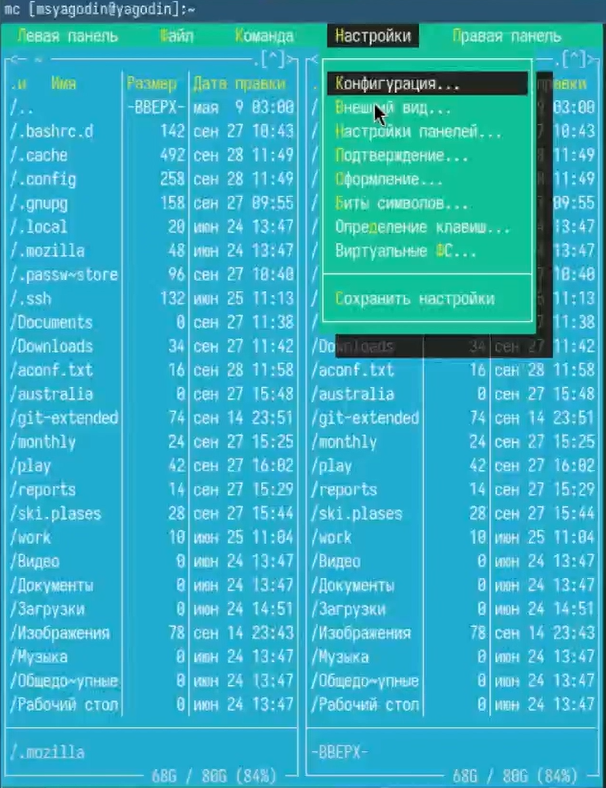 mc [msyagodin@yagodin]:~
Левая панель Файл Команда Настройки Правая панель
<- ~ .[^]> .[^]>
.и Имя Размер Дата правки
/.. -ВВЕРХ- мая 9 03:00
/.bashrc.d 142 сен 27 10:43
/.cache 492 сен 28 11:49
/.config 258 сен 28 11:49
/.gnupg 158 сен 27 09:55
/.local 20 июн 24 13:47
/.mozilla 48 июн 24 13:47
/.passw~store 96 сен 27 10:40
/.ssh 132 июн 25 11:13
/Documents 0 сен 27 11:38
/Downloads 34 сен 27 11:42
/aconf.txt 16 сен 28 11:58
/australia 0 сен 27 15:48
/git-extended 74 сен 14 23:51
/monthly 24 сен 27 15:25
/play 42 сен 27 16:02
/reports 14 сен 27 15:29
/ski.plases 28 сен 27 15:44
/work 10 июн 25 11:04
/Видео 0 июн 24 13:47
/Документы 0 июн 24 13:47
/Загрузки 0 июн 24 14:51
/Изображения 78 сен 14 23:43
/Музыка 0 июн 24 13:47
/Общедо~упные 0 июн 24 13:47
/Рабочий стол 0 июн 24 13:47
/.mozilla
68G / 80G (84%)
Конфигурация...
Внешний вид...
Настройки панелей...
Подтверждение...
Оформление...
Биты символов...
Определение клавиш...
Виртуальные ФС...
Сохранить настройки
равки
03:00
10:43
11:49
11:49
09:55
13:47
13:47
10:40
11:13
11:38
/Downloads 34 сен 27 11:42
/aconf.txt 16 сен 28 11:58
/australia 0 сен 27 15:48
/git-extended 74 сен 14 23:51
/monthly 24 сен 27 15:25
/play 42 сен 27 16:02
/reports 14 сен 27 15:29
/ski.plases 28 сен 27 15:44
/work 10 июн 25 11:04
/Видео 0 июн 24 13:47
/Документы 0 июн 24 13:47
/Загрузки 0 июн 24 14:51
/Изображения 78 сен 14 23:43
/Музыка 0 июн 24 13:47
/Общедо~упные 0 июн 24 13:47
/Рабочий стол 0 июн 24 13:47
-ВВЕРХ-
68G / 80G (84%)